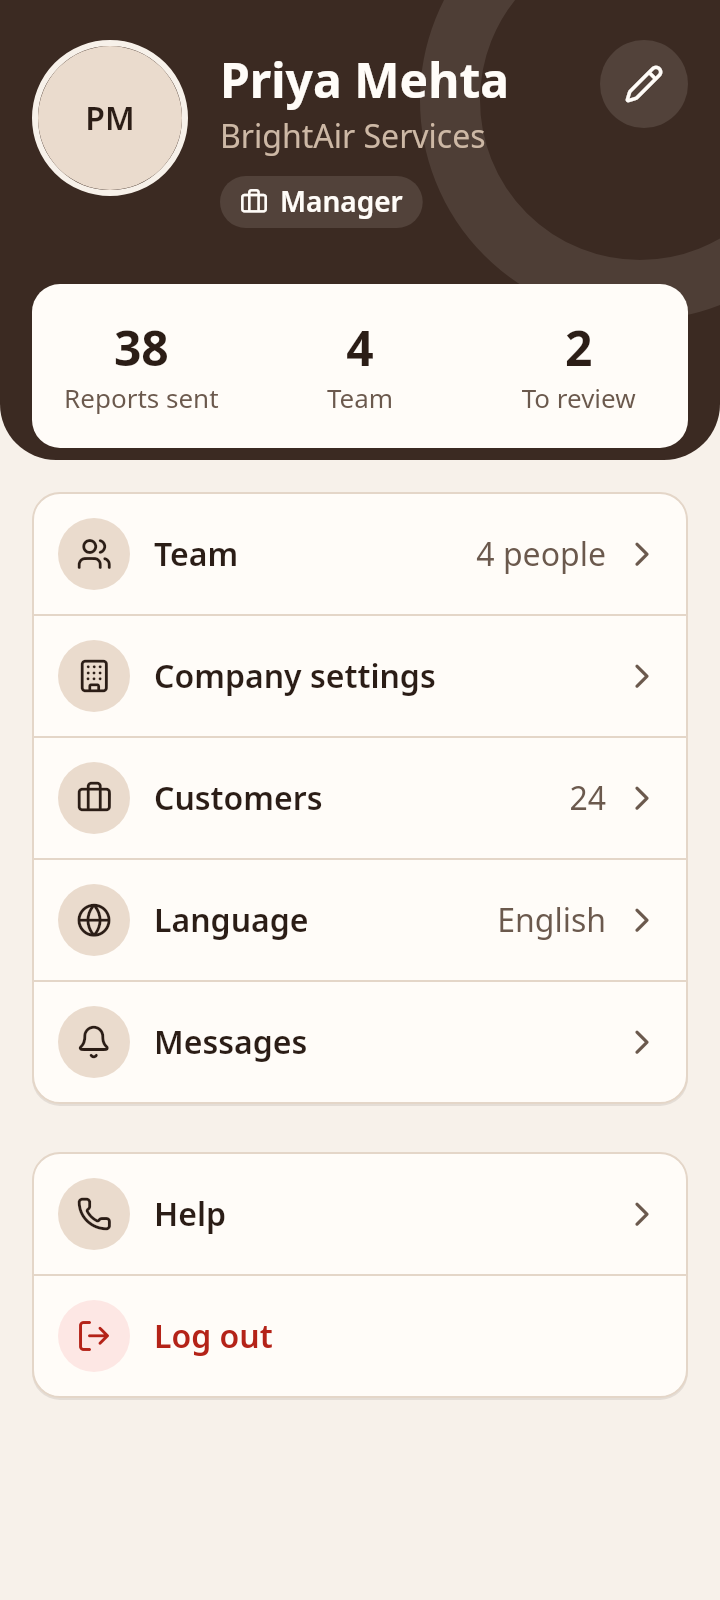 PM
Priya Mehta
BrightAir Services
Manager
38 4 2
Reports sent Team To review
Team 4 people
Company settings
Customers 24
Language English
Messages
Help
Log out